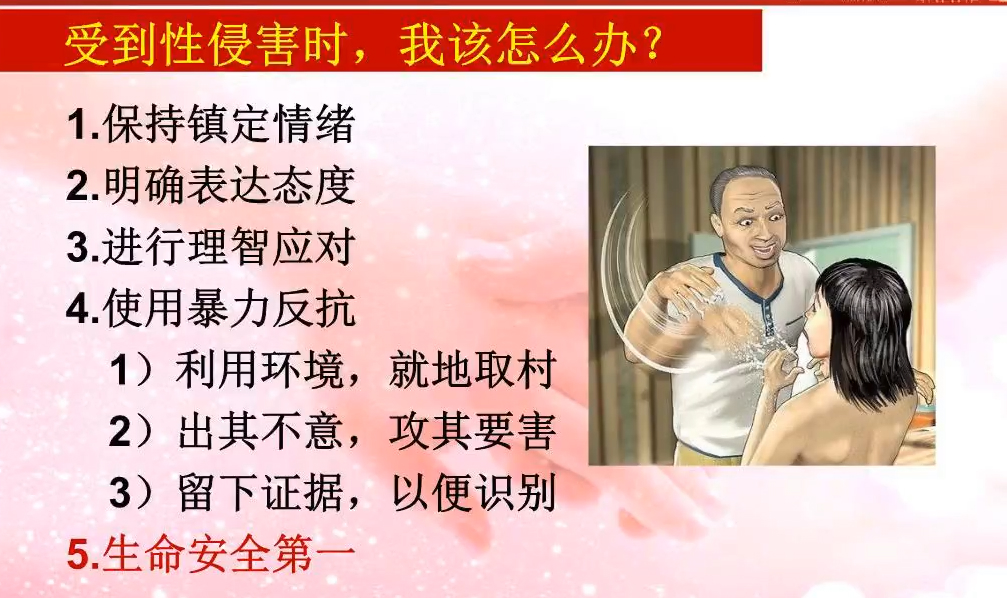 受到性侵害时，我该怎么办？
1.保持镇定情绪
2.明确表达态度
3.进行理智应对
4.使用暴力反抗
1）利用环境，就地取村
2）出其不意，攻其要害
3）留下证据，以便识别
5.生命安全第一